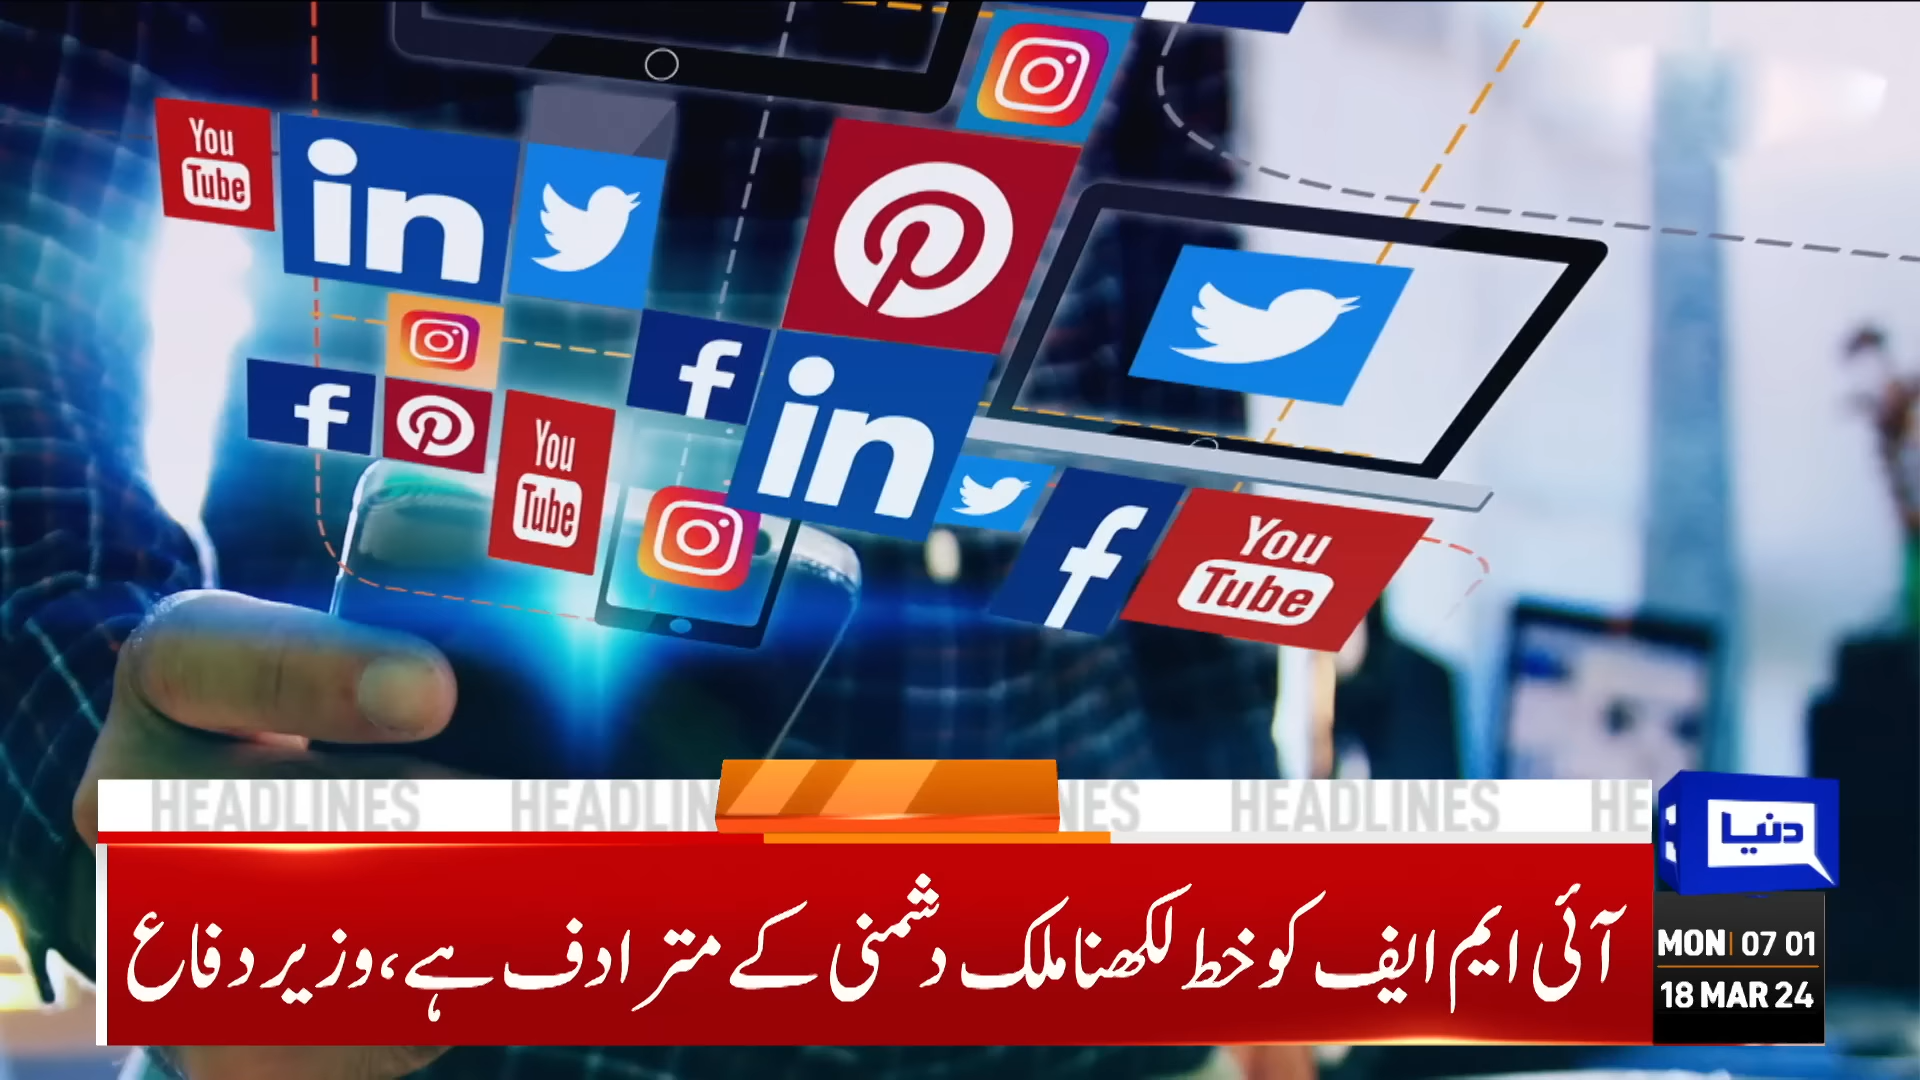 You
Tube
in
f
You
Tube
f
in
f
You
Tube
HEADLINES HEADLINES NES HEADLINES HE
دنیا
آئی ایم ایف کو خط لکھنا ملک دشمنی کے مترادف ہے، وزیر دفاع
MON 07 01
18 MAR 24